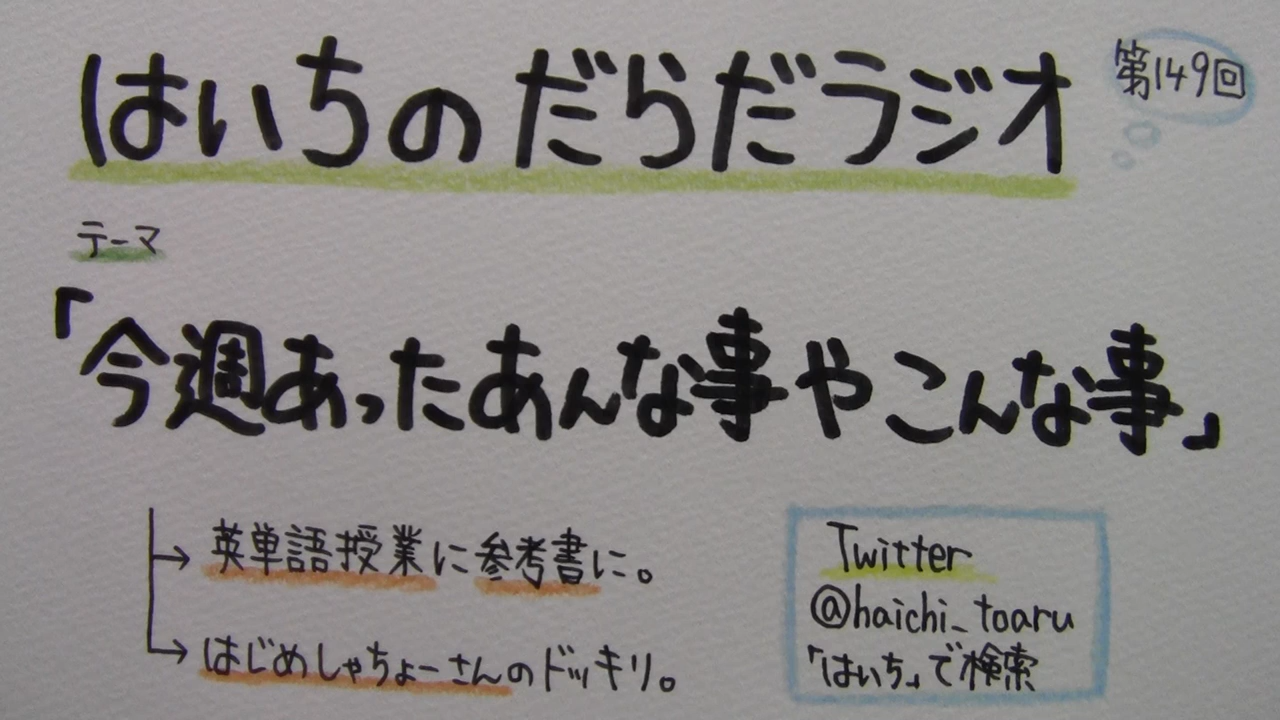 はいちのだらだラジオ
第149回
テーマ
「今週あったあんな事やこんな事」
英単語授業に参考書に。
はじめしゃちょーさんのドッキリ。
Twitter
@haichi_toaru
「はいち」で検索